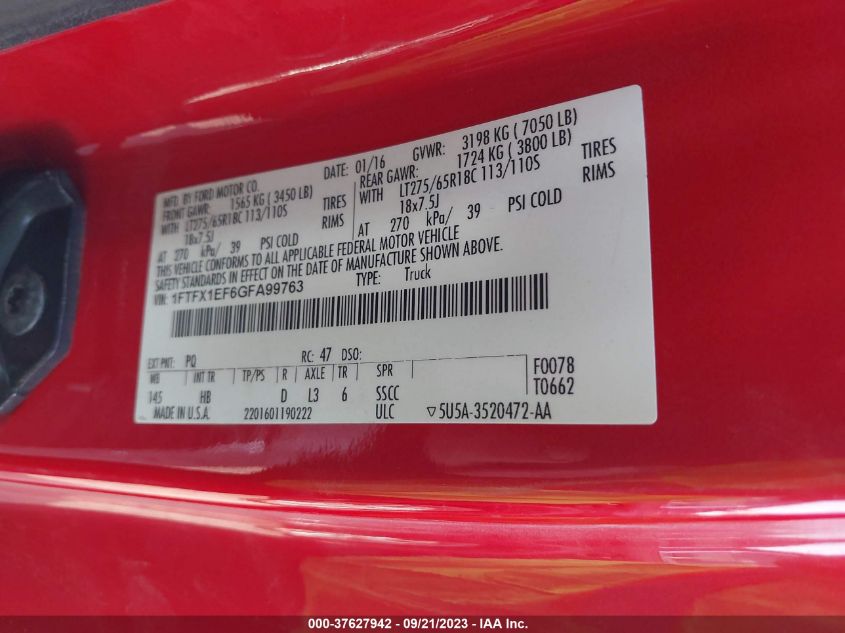 MFD. BY FORD MOTOR CO.
DATE: 01/16 GVWR: 3198 KG ( 7050 LB)
FRONT GAWR: 1565 KG ( 3450 LB)
REAR GAWR: 1724 KG ( 3800 LB)
WITH LT275/65R18C 113/110S TIRES
WITH LT275/65R18C 113/110S TIRES
18x7.5J RIMS
18x7.5J RIMS
AT 270 kPa/ 39 PSI COLD
AT 270 kPa/ 39 PSI COLD
THIS VEHICLE CONFORMS TO ALL APPLICABLE FEDERAL MOTOR VEHICLE
SAFETY STANDARDS IN EFFECT ON THE DATE OF MANUFACTURE SHOWN ABOVE.
VIN: 1FTFX1EF6GFA99763
TYPE: Truck
EXT PNT: PQ RC: 47 DSO:
WB INT TR TP/PS R AXLE TR SPR
145 HB D L3 6 SSCC
F0078
T0662
MADE IN U.S.A. 2201601190222 ULC ▽5U5A-3520472-AA
000-37627942 - 09/21/2023 - IAAI Inc.